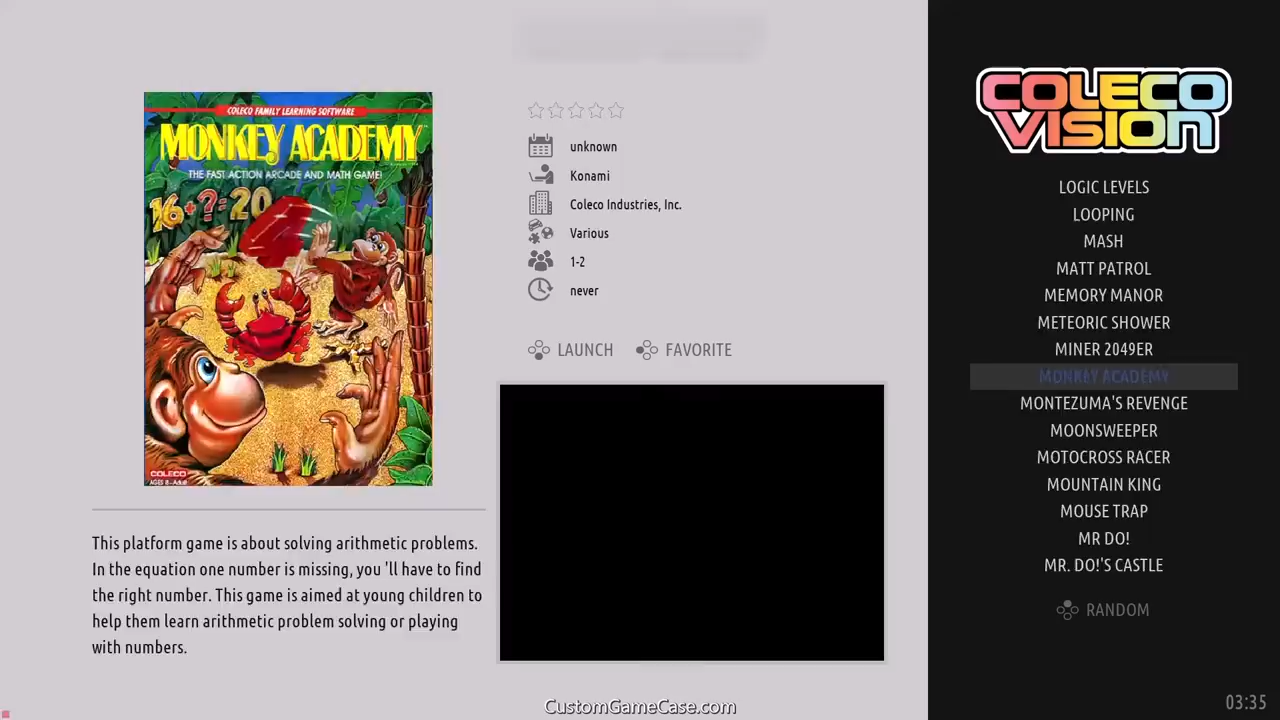 COLECO FAMILY LEARNING SOFTWARE
MONKEY ACADEMY
THE FAST ACTION ARCADE AND MATH GAME!
16+?=20
4
COLECO
AGES 8-Adult
unknown
Konami
Coleco Industries, Inc.
Various
1-2
never
LAUNCH
FAVORITE
This platform game is about solving arithmetic problems.
In the equation one number is missing, you 'll have to find
the right number. This game is aimed at young children to
help them learn arithmetic problem solving or playing
with numbers.
CustomGameCase.com
COLECO
VISION
LOGIC LEVELS
LOOPING
MASH
MATT PATROL
MEMORY MANOR
METEORIC SHOWER
MINER 2049ER
MONKEY ACADEMY
MONTEZUMA'S REVENGE
MOONSWEEPER
MOTOCROSS RACER
MOUNTAIN KING
MOUSE TRAP
MR DO!
MR. DO!'S CASTLE
RANDOM
03:35